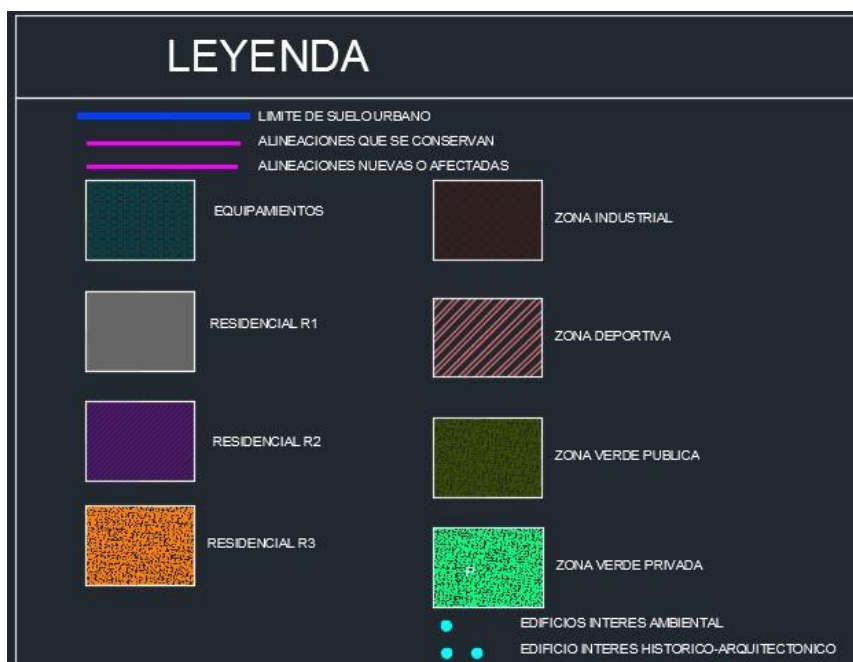 LEYENDA
LIMITE DE SUELO URBANO
ALINEACIONES QUE SE CONSERVAN
ALINEACIONES NUEVAS O AFECTADAS
EQUIPAMIENTOS
ZONA INDUSTRIAL
RESIDENCIAL R1
ZONA DEPORTIVA
RESIDENCIAL R2
ZONA VERDE PUBLICA
RESIDENCIAL R3
P
ZONA VERDE PRIVADA
EDIFICIOS INTERES AMBIENTAL
EDIFICIO INTERES HISTORICO-ARQUITECTONICO